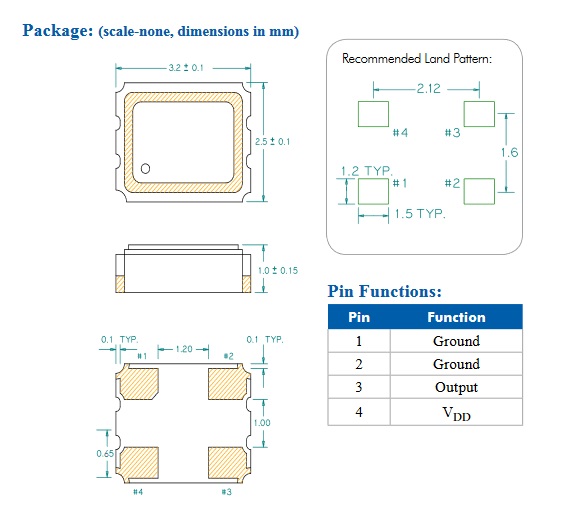 Package: (scale-none, dimensions in mm)
3.2 ± 0.1
2.5 ± 0.1
1.0 ± 0.15
0.1 TYP.
1.20
0.1 TYP.
#1
#2
1.00
0.65
#4
#3
Recommended Land Pattern:
2.12
#4
#3
1.6
1.2 TYP.
#1
#2
1.5 TYP.
Pin Functions:
Pin Function
1 Ground
2 Ground
3 Output
4 VDD